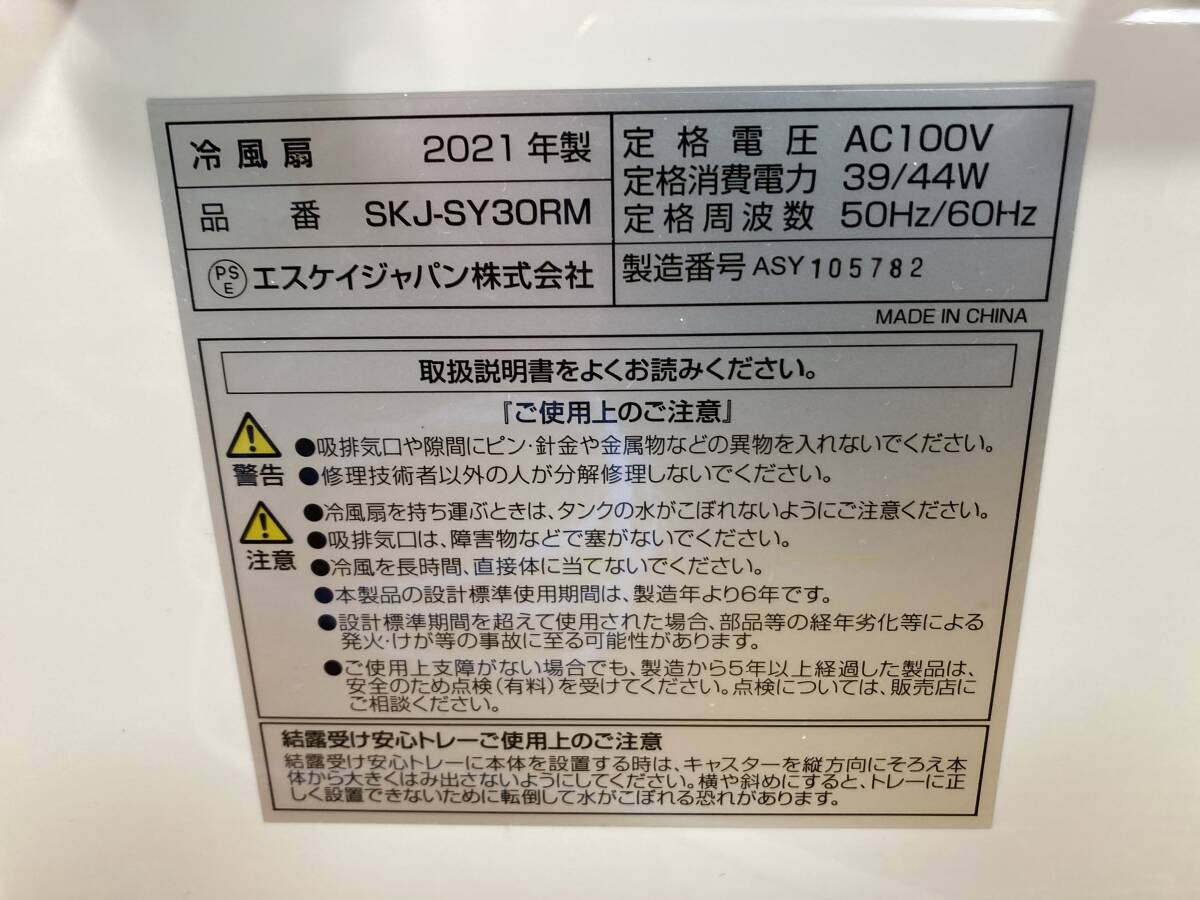 冷風扇 2021年製
品番 SKJ-SY30RM
PSE エスケイジャパン株式会社
定格電圧 AC100V
定格消費電力 39/44W
定格周波数 50Hz/60Hz
製造番号 ASY 105782
MADE IN CHINA
取扱説明書をよくお読みください。
『ご使用上のご注意』
警告
●吸排気口や隙間にピン・針金や金属物などの異物を入れないでください。
●修理技術者以外の人が分解修理しないでください。
注意
●冷風扇を持ち運ぶときは、タンクの水がこぼれないようにご注意ください。
●吸排気口は、障害物などで塞がないでください。
●冷風を長時間、直接体に当てないでください。
●本製品の設計標準使用期間は、製造年より6年です。
●設計標準期間を超えて使用された場合、部品等の経年劣化等による
発火・けが等の事故に至る可能性があります。
●ご使用上支障がない場合でも、製造から5年以上経過した製品は、
安全のため点検(有料)を受けてください。点検については、販売店に
ご相談ください。
結露受け安心トレーご使用上のご注意
結露受け安心トレーに本体を設置する時は、キャスターを縦方向にそろえ本
体から大きくはみ出さないようにしてください。横や斜めにすると、トレーに正
しく設置できないために転倒して水がこぼれる恐れがあります。